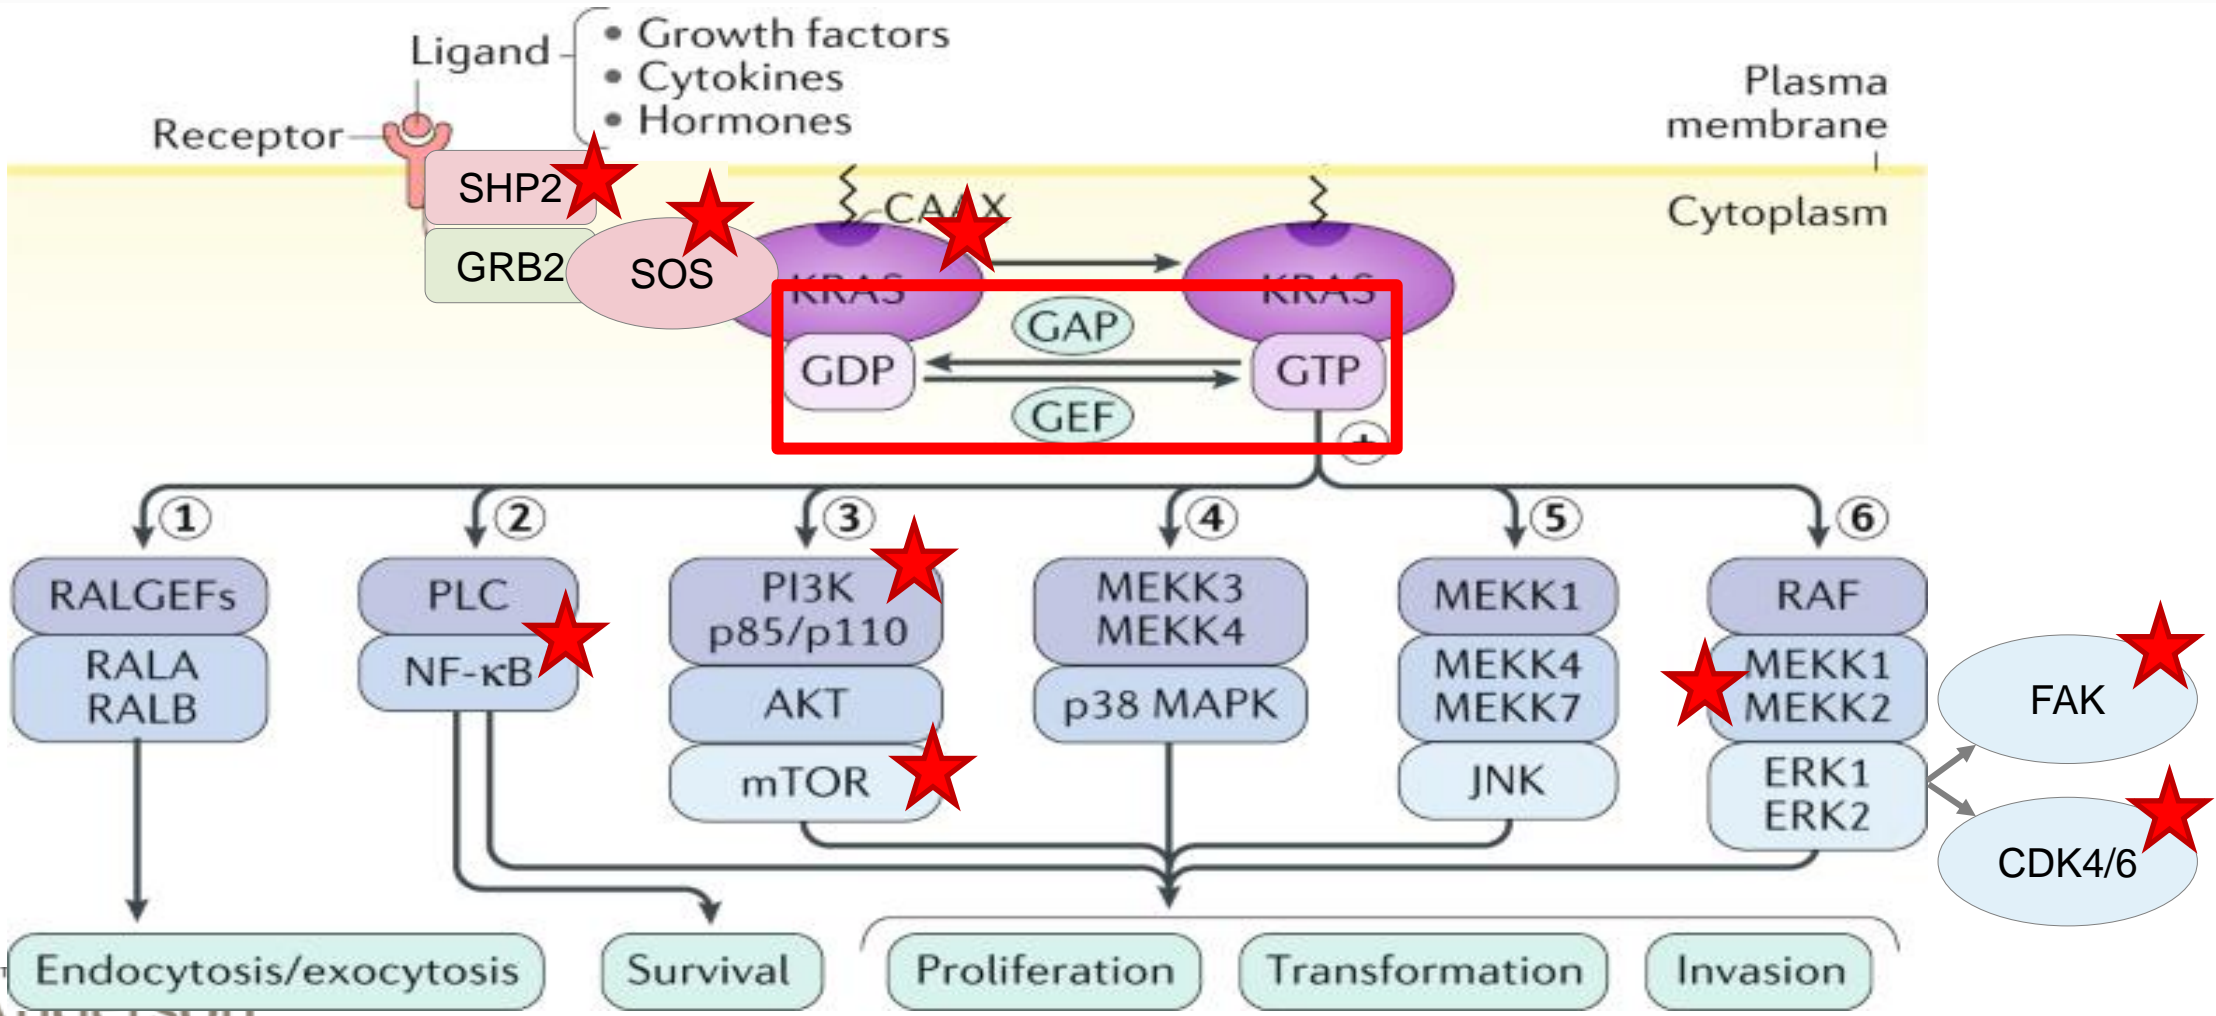 Ligand
• Growth factors
• Cytokines
• Hormones
Receptor
Plasma
membrane
Cytoplasm
SHP2
GRB2
SOS
CAAX
KRAS
KRAS
GAP
GDP
GTP
GEF
+
1
2
3
4
5
6
RALGEFs
RALA
RALB
PLC
NF-κB
PI3K
p85/p110
AKT
mTOR
MEKK3
MEKK4
p38 MAPK
MEKK1
MEKK4
MEKK7
JNK
RAF
MEKK1
MEKK2
ERK1
ERK2
FAK
CDK4/6
Endocytosis/exocytosis
Survival
Proliferation
Transformation
Invasion